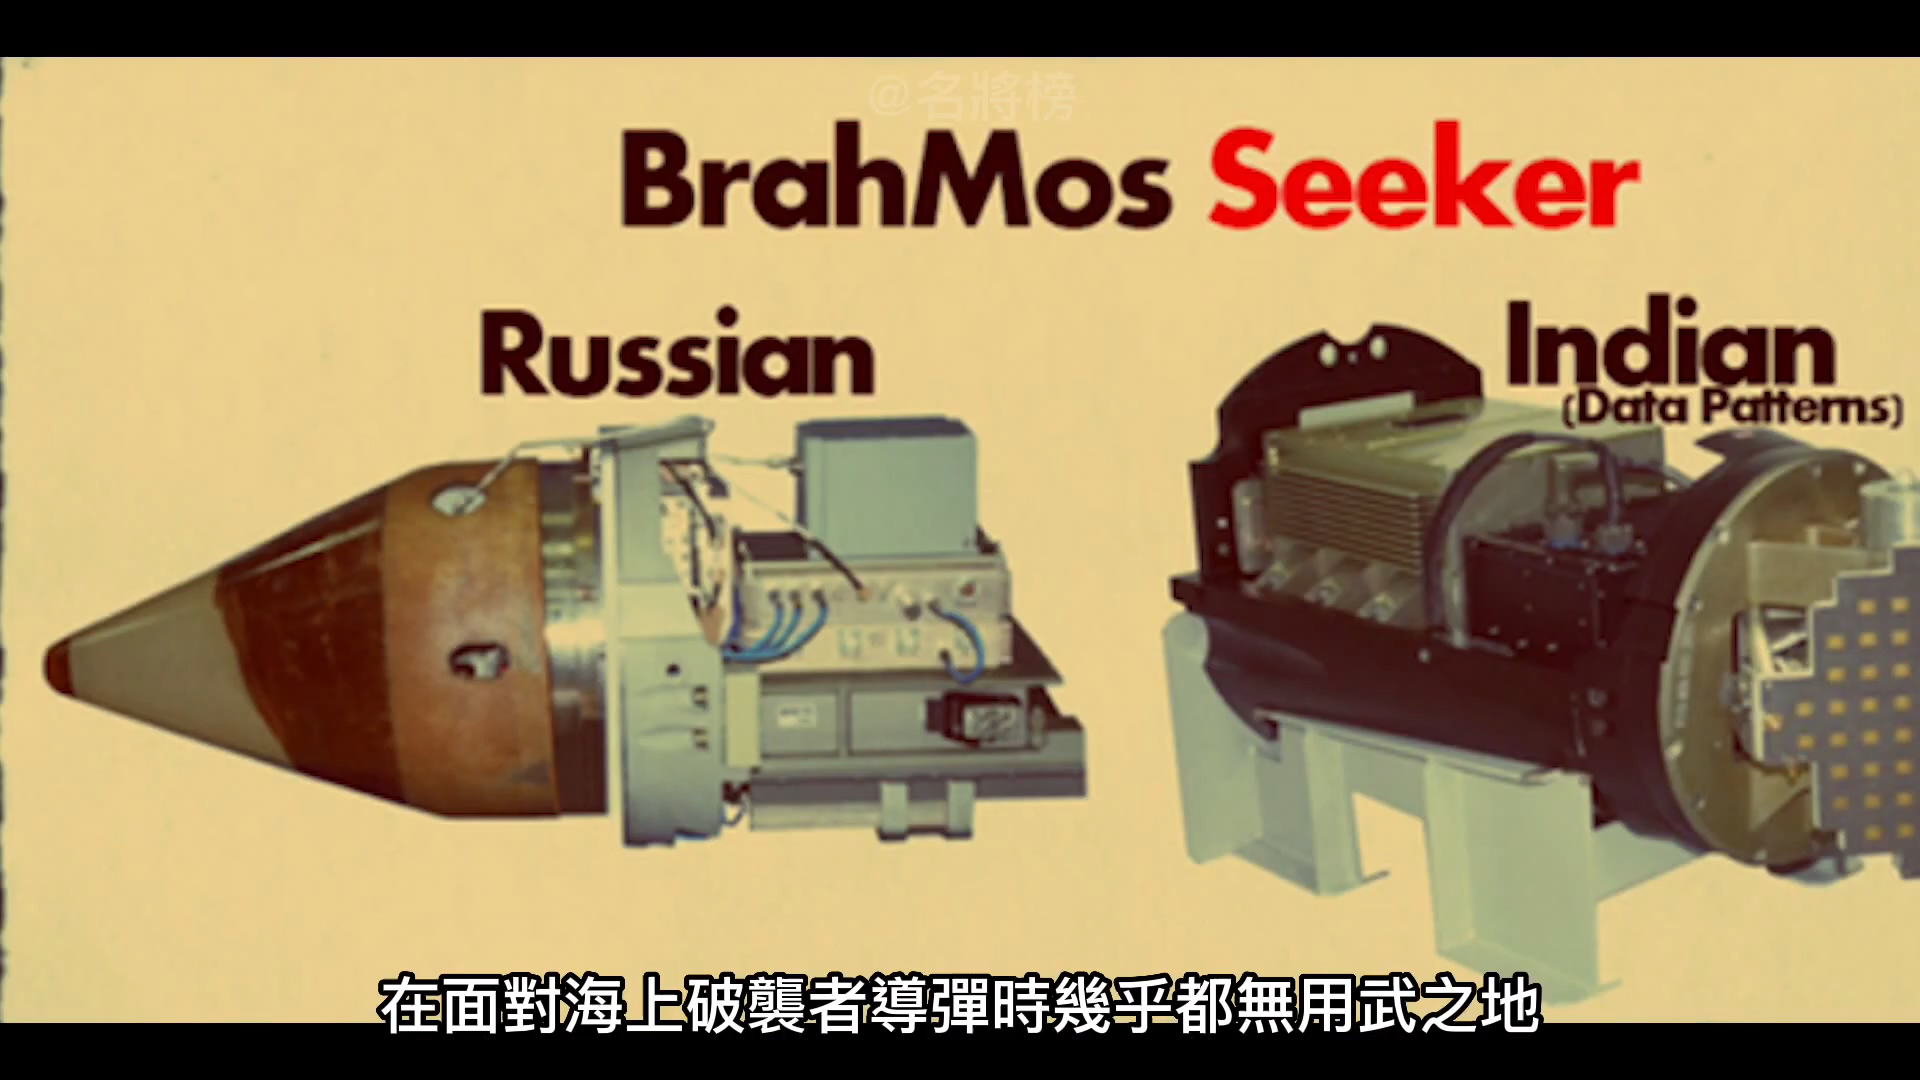 @名將榜
BrahMos Seeker
Russian
Indian
(Data Patterns)
在面對海上破襲者導彈時幾乎都無用武之地